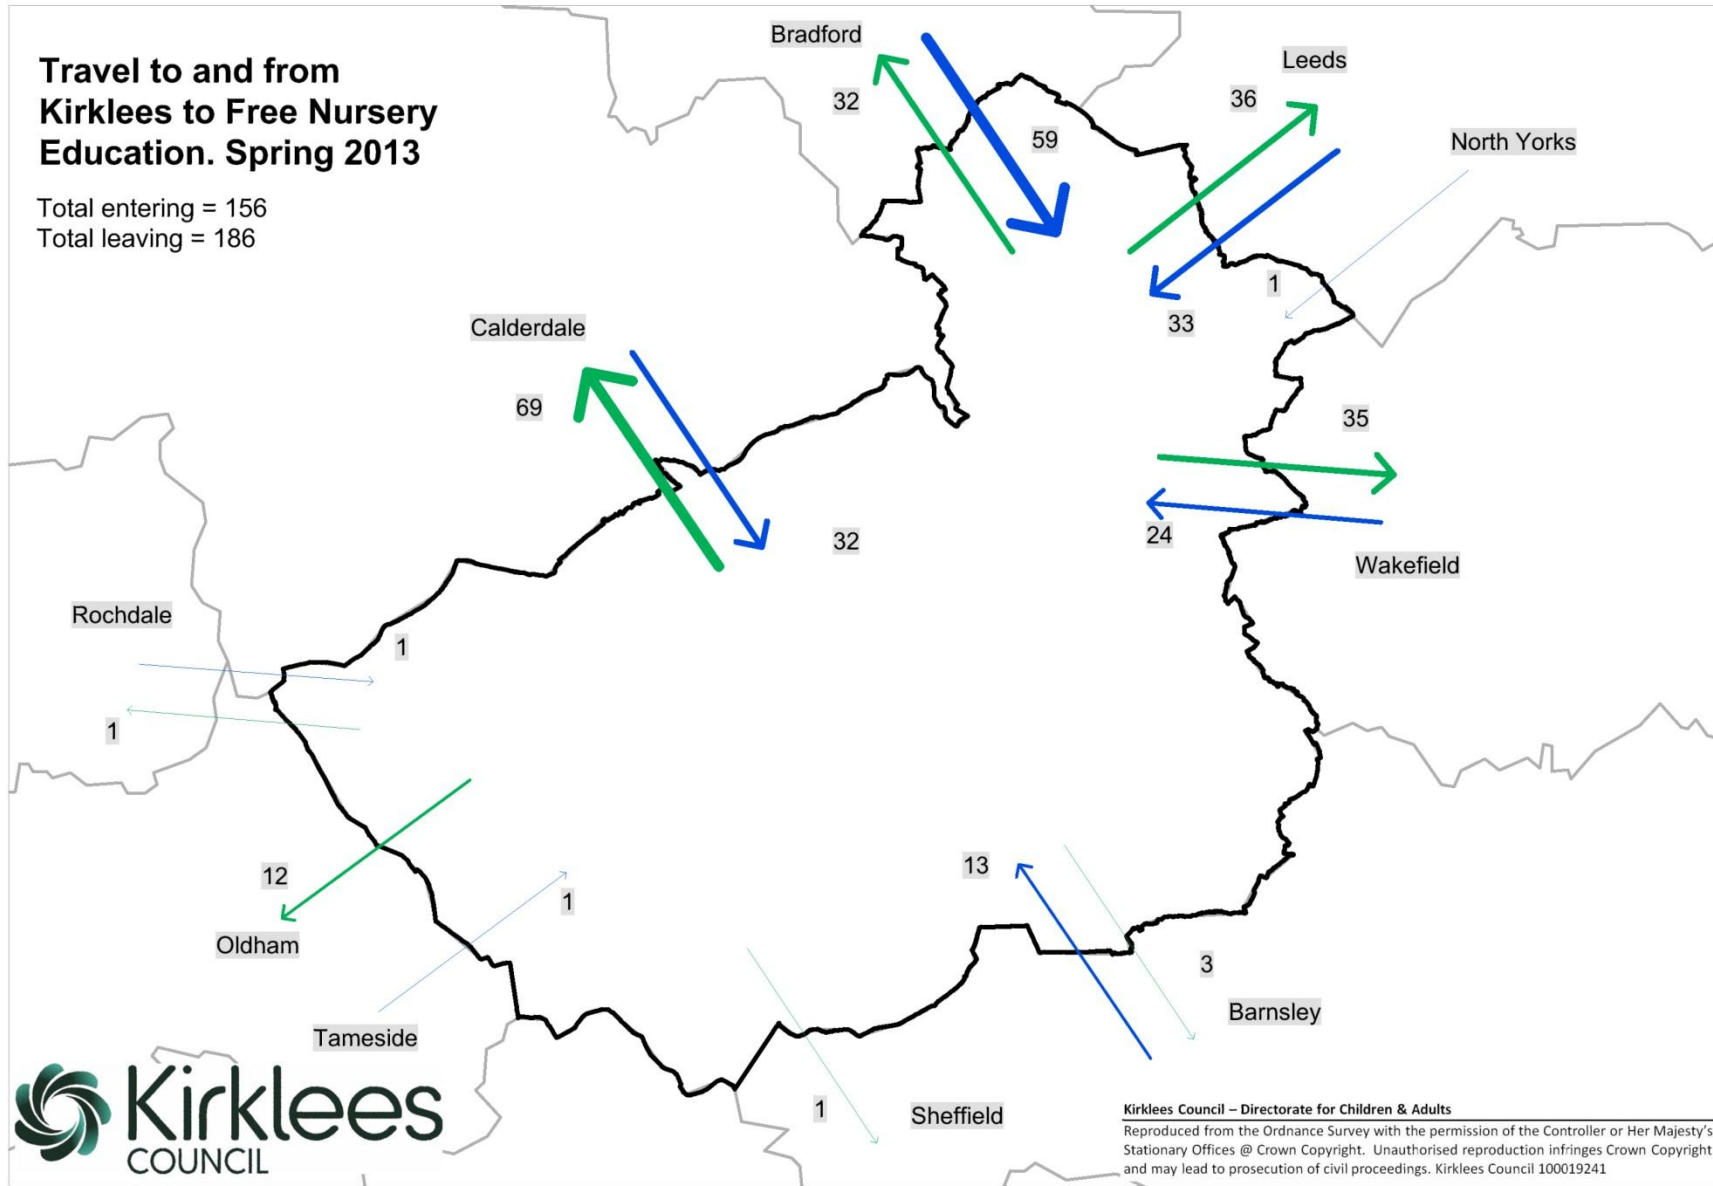 Travel to and from
Kirklees to Free Nursery
Education. Spring 2013
Total entering = 156
Total leaving = 186
Bradford
32
59
Leeds
36
North Yorks
33
1
Calderdale
69
32
35
24
Wakefield
Rochdale
1
1
12
Oldham
1
Tameside
13
3
Barnsley
1
Sheffield
Kirklees
COUNCIL
Kirklees Council – Directorate for Children & Adults
Reproduced from the Ordnance Survey with the permission of the Controller or Her Majesty's
Stationary Offices @ Crown Copyright. Unauthorised reproduction infringes Crown Copyright
and may lead to prosecution of civil proceedings. Kirklees Council 100019241